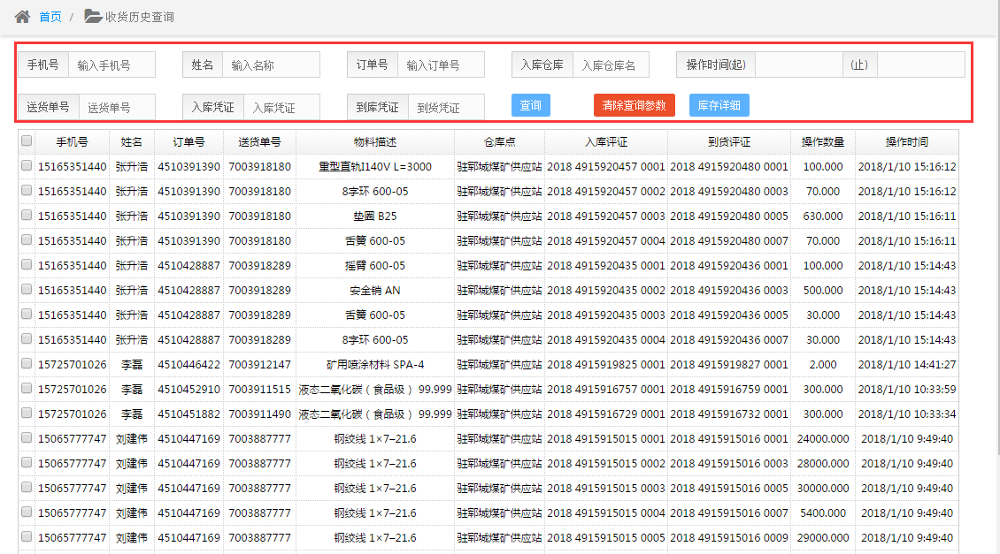 首页 / 收货历史查询
手机号 输入手机号 姓名 输入名称 订单号 输入订单号 入库仓库 入库仓库名 操作时间(起) (止)
送货单号 送货单号 入库凭证 入库凭证 到库凭证 到货凭证 查询 清除查询参数 库存详细
手机号 姓名 订单号 送货单号 物料描述 仓库点 入库评证 到货评证 操作数量 操作时间
15165351440 张升浩 4510391390 7003918180 重型直轨I140V L=3000 驻郓城煤矿供应站 2018 4915920457 0001 2018 4915920480 0001 100.000 2018/1/10 15:16:12
15165351440 张升浩 4510391390 7003918180 8字环 600-05 驻郓城煤矿供应站 2018 4915920457 0002 2018 4915920480 0003 70.000 2018/1/10 15:16:12
15165351440 张升浩 4510391390 7003918180 垫圈 B25 驻郓城煤矿供应站 2018 4915920457 0003 2018 4915920480 0005 630.000 2018/1/10 15:16:11
15165351440 张升浩 4510391390 7003918180 舌簧 600-05 驻郓城煤矿供应站 2018 4915920457 0004 2018 4915920480 0007 70.000 2018/1/10 15:16:11
15165351440 张升浩 4510428887 7003918289 摇臂 600-05 驻郓城煤矿供应站 2018 4915920435 0001 2018 4915920436 0001 100.000 2018/1/10 15:14:43
15165351440 张升浩 4510428887 7003918289 安全销 AN 驻郓城煤矿供应站 2018 4915920435 0002 2018 4915920436 0003 500.000 2018/1/10 15:14:43
15165351440 张升浩 4510428887 7003918289 舌簧 600-05 驻郓城煤矿供应站 2018 4915920435 0003 2018 4915920436 0005 30.000 2018/1/10 15:14:43
15165351440 张升浩 4510428887 7003918289 8字环 600-05 驻郓城煤矿供应站 2018 4915920435 0004 2018 4915920436 0007 30.000 2018/1/10 15:14:43
15725701026 李磊 4510446422 7003912147 矿用喷涂材料 SPA-4 驻郓城煤矿供应站 2018 4915919825 0001 2018 4915919827 0001 2.000 2018/1/10 14:41:27
15725701026 李磊 4510452910 7003911515 液态二氧化碳（食品级） 99.999 驻郓城煤矿供应站 2018 4915916757 0001 2018 4915916759 0001 300.000 2018/1/10 10:33:59
15725701026 李磊 4510451882 7003911490 液态二氧化碳（食品级） 99.999 驻郓城煤矿供应站 2018 4915916729 0001 2018 4915916732 0001 300.000 2018/1/10 10:33:34
15065777747 刘建伟 4510447169 7003887777 钢绞线 1×7–21.6 驻郓城煤矿供应站 2018 4915915015 0001 2018 4915915016 0001 24000.000 2018/1/10 9:49:40
15065777747 刘建伟 4510447169 7003887777 钢绞线 1×7–21.6 驻郓城煤矿供应站 2018 4915915015 0002 2018 4915915016 0003 28000.000 2018/1/10 9:49:40
15065777747 刘建伟 4510447169 7003887777 钢绞线 1×7–21.6 驻郓城煤矿供应站 2018 4915915015 0003 2018 4915915016 0005 30000.000 2018/1/10 9:49:40
15065777747 刘建伟 4510447169 7003887777 钢绞线 1×7–21.6 驻郓城煤矿供应站 2018 4915915015 0004 2018 4915915016 0007 5400.000 2018/1/10 9:49:40
15065777747 刘建伟 4510447169 7003887777 钢绞线 1×7–21.6 驻郓城煤矿供应站 2018 4915915015 0005 2018 4915915016 0009 29000.000 2018/1/10 9:49:40